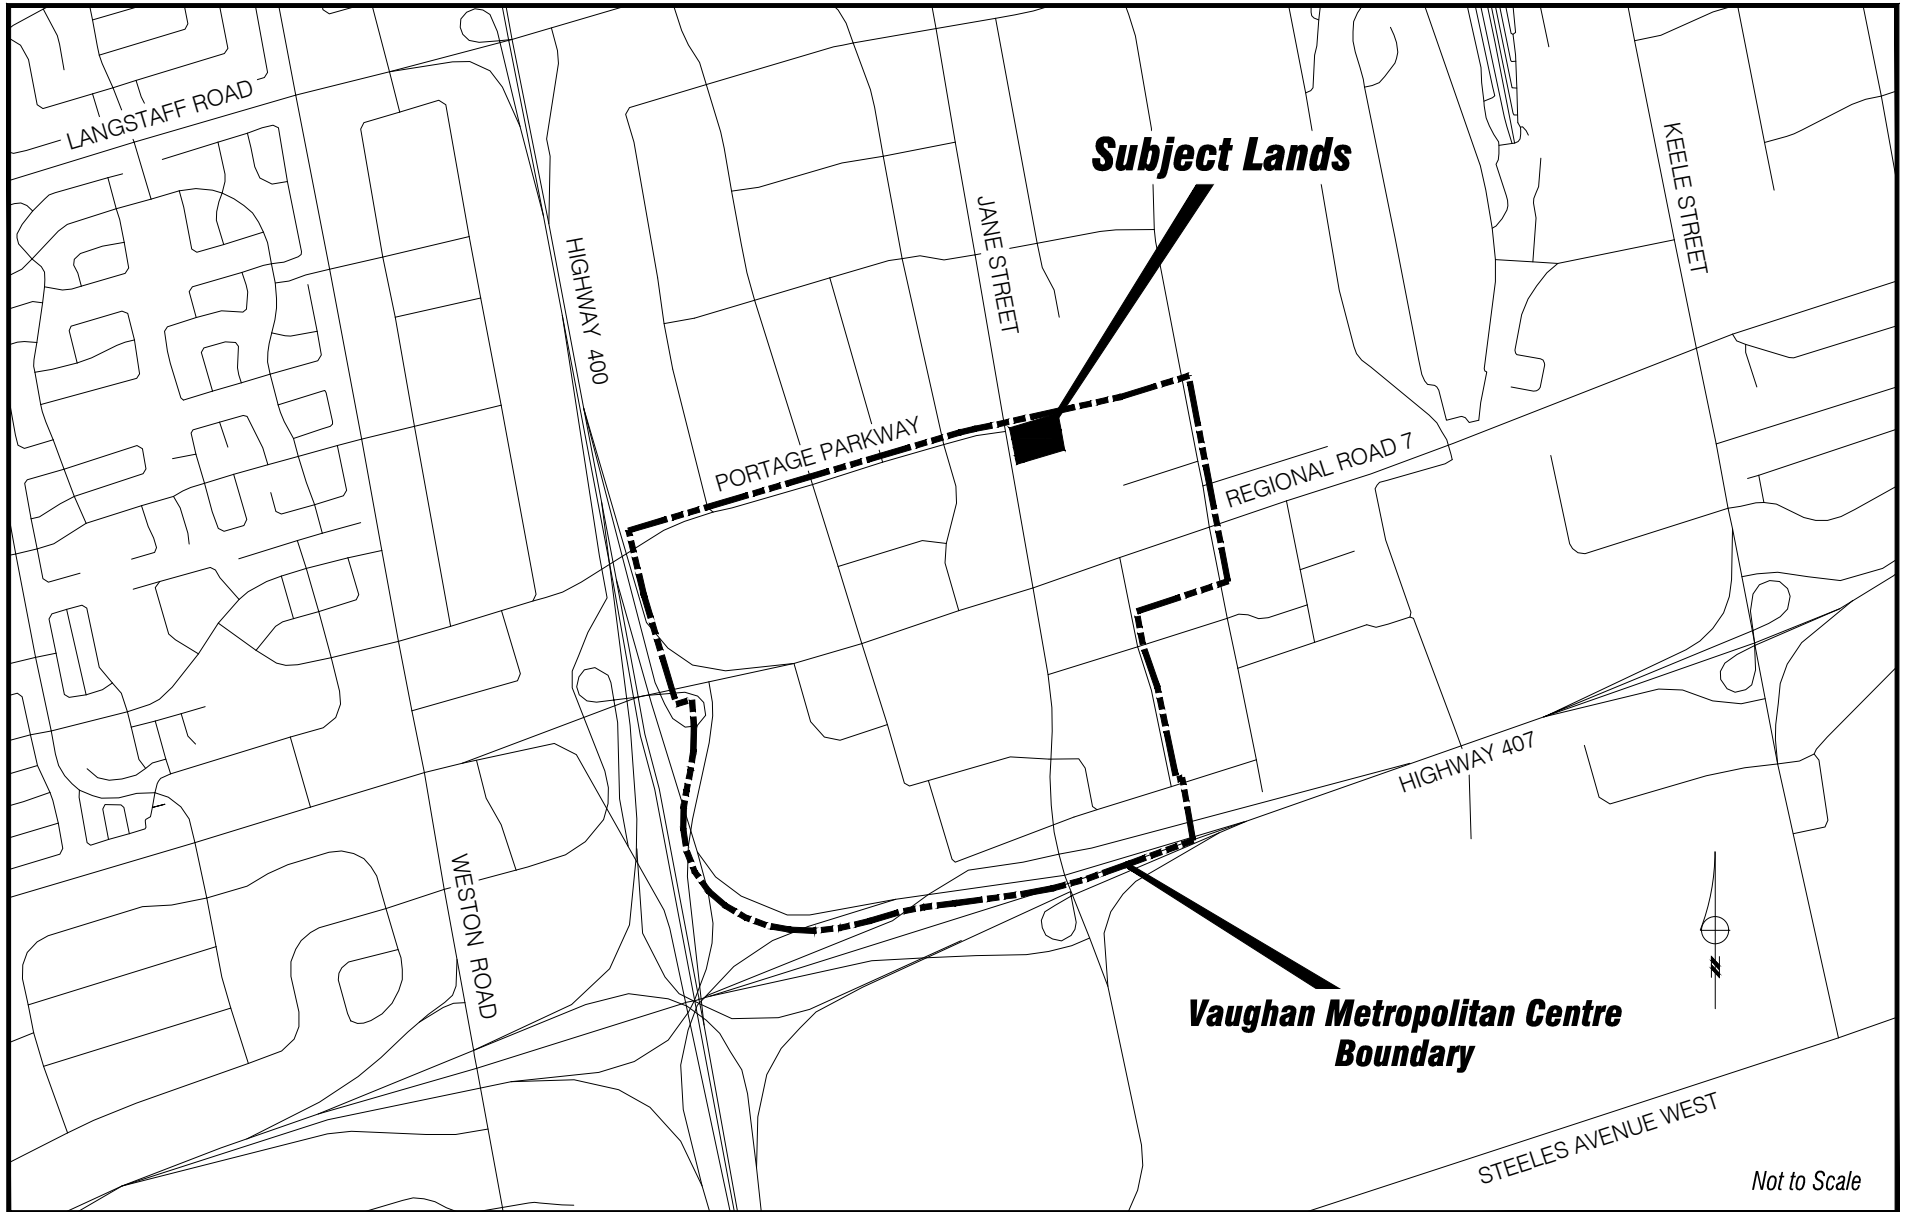 LANGSTAFF ROAD
Subject Lands
KEELE STREET
JANE STREET
HIGHWAY 400
PORTAGE PARKWAY
REGIONAL ROAD 7
HIGHWAY 407
WESTON ROAD
N
Vaughan Metropolitan Centre
Boundary
STEELES AVENUE WEST
Not to Scale